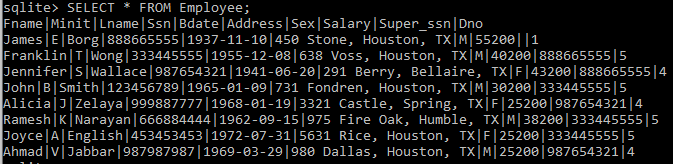 sqlite> SELECT * FROM Employee;
Fname|Minit|Lname|Ssn|Bdate|Address|Sex|Salary|Super_ssn|Dno
James|E|Borg|888665555|1937-11-10|450 Stone, Houston, TX|M|55200||1
Franklin|T|Wong|333445555|1955-12-08|638 Voss, Houston, TX|M|40200|888665555|5
Jennifer|S|Wallace|987654321|1941-06-20|291 Berry, Bellaire, TX|F|43200|888665555|4
John|B|Smith|123456789|1965-01-09|731 Fondren, Houston, TX|M|30200|333445555|5
Alicia|J|Zelaya|999887777|1968-01-19|3321 Castle, Spring, TX|F|25200|987654321|4
Ramesh|K|Narayan|666884444|1962-09-15|975 Fire Oak, Humble, TX|M|38200|333445555|5
Joyce|A|English|453453453|1972-07-31|5631 Rice, Houston, TX|F|25200|333445555|5
Ahmad|V|Jabbar|987987987|1969-03-29|980 Dallas, Houston, TX|M|25200|987654321|4